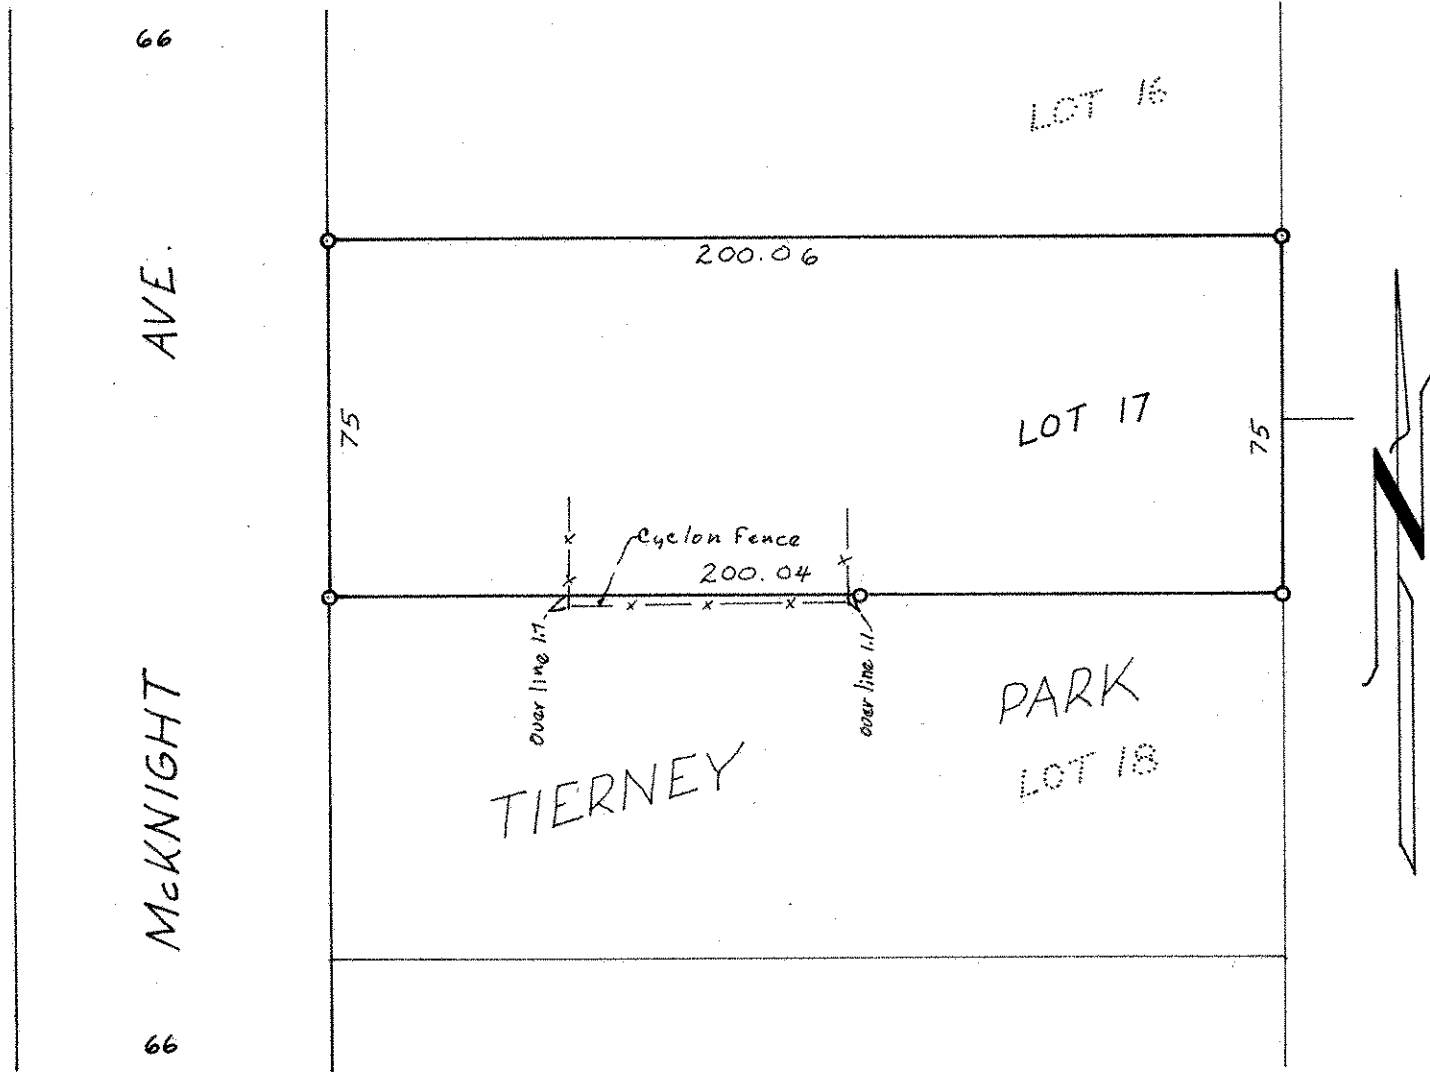 66
LOT 16
200.06
AVE.
75
LOT 17
75
Cyclon Fence
200.04
Over line 1.7
over line 1.1
PARK
LOT 18
TIERNEY
McKNIGHT
66
N